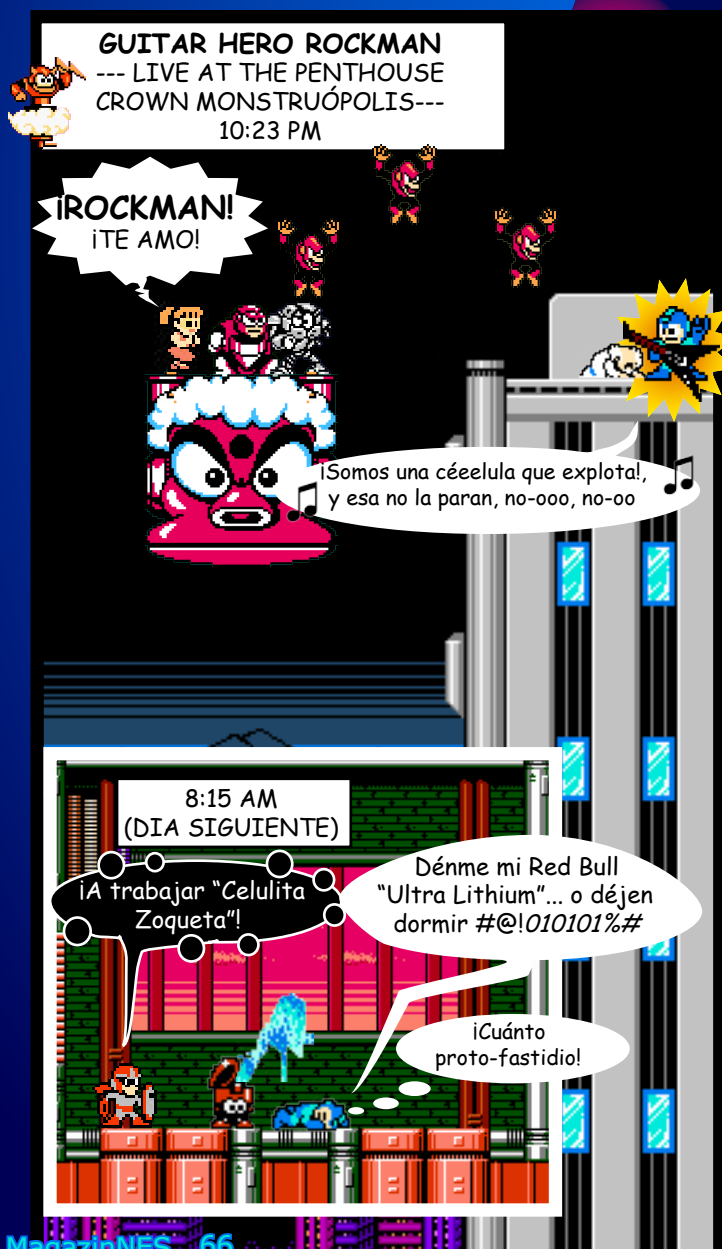 GUITAR HERO ROCKMAN
--- LIVE AT THE PENTHOUSE
CROWN MONSTRUÓPOLIS---
10:23 PM
¡ROCKMAN!
¡TE AMO!
¡Somos una céeelula que explota!,
y esa no la paran, no-ooo, no-oo
8:15 AM
(DIA SIGUIENTE)
¡A trabajar “Celulita
Zoqueta”!
Dénme mi Red Bull
“Ultra Lithium”... o déjen
dormir #@!010101%#
¡Cuánto
proto-fastidio!
MagazinNES 66